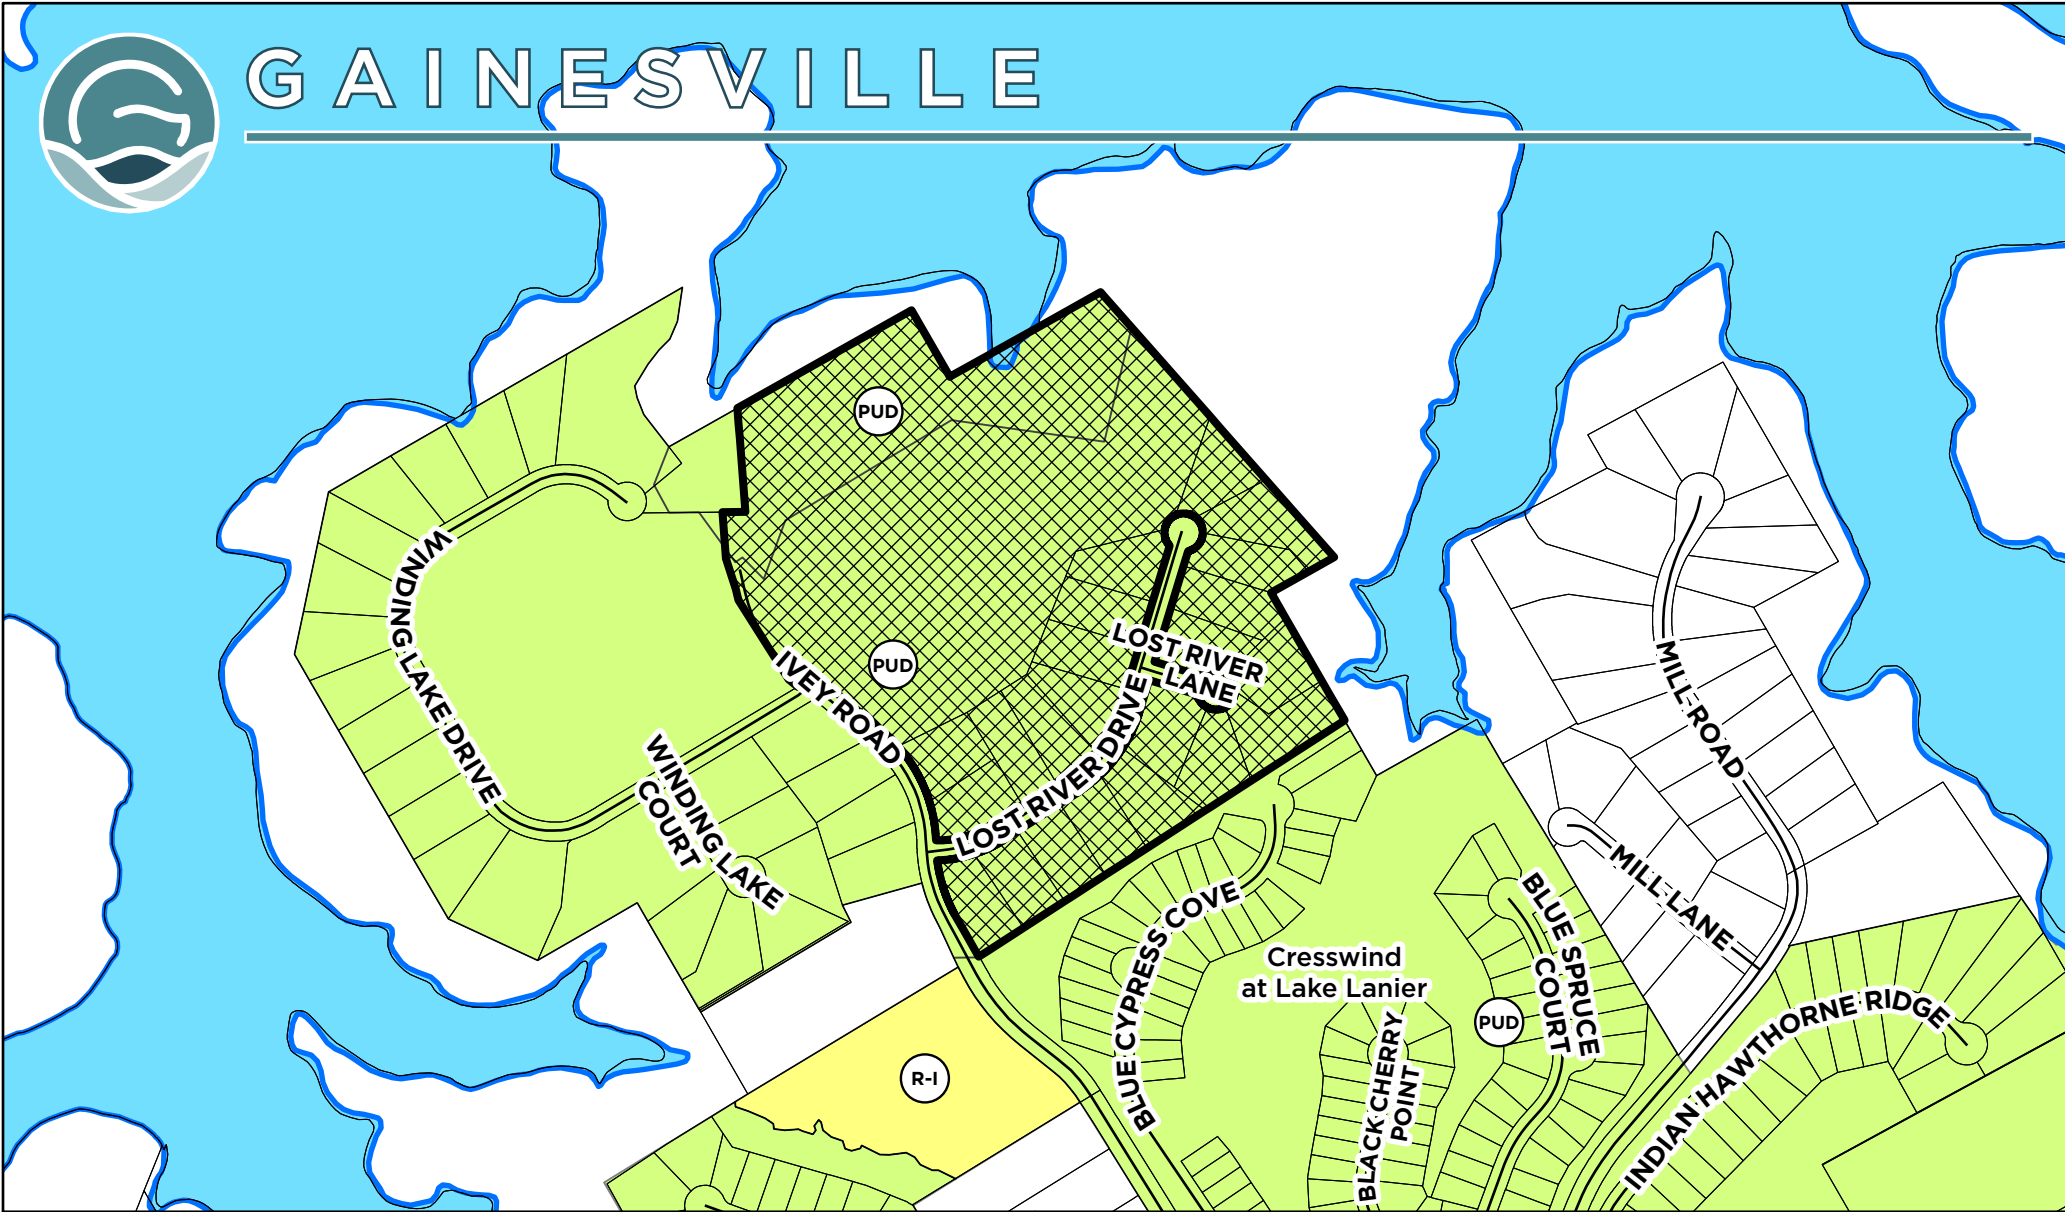 GAINESVILLE
PUD
WINDING LAKE DRIVE
LOST RIVER
LANE
PUD
IVEY ROAD
LOST RIVER DRIVE
MILL ROAD
WINDING LAKE
COURT
MILL LANE
BLUE CYPRESS COVE
BLUE SPRUCE
COURT
Cresswind
at Lake Lanier
PUD
INDIAN HAWTHORNE RIDGE
R-I
BLACK CHERRY
POINT